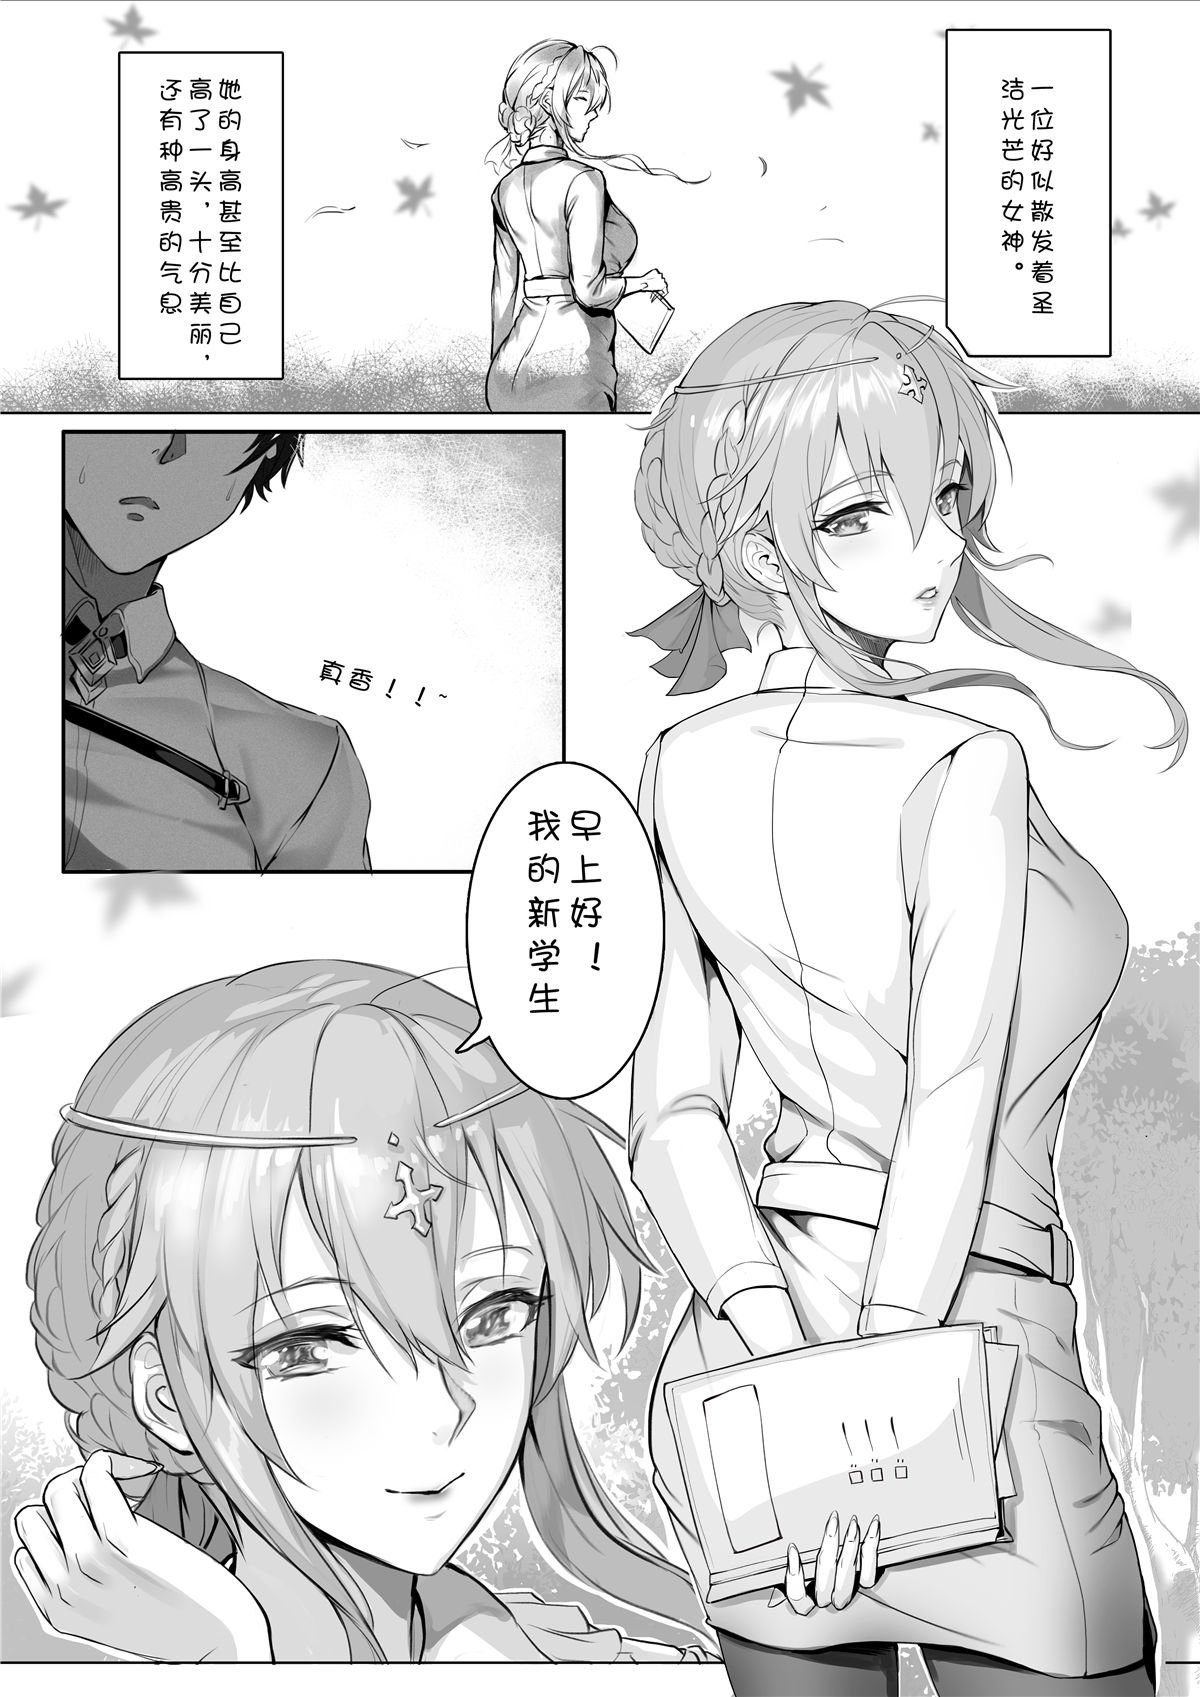 一位好似散发着圣
洁光芒的女神。
她的身高甚至比自己
高了一头，十分美丽，
还有种高贵的气息
真香！！~
早上好！
我的新学生
！！！